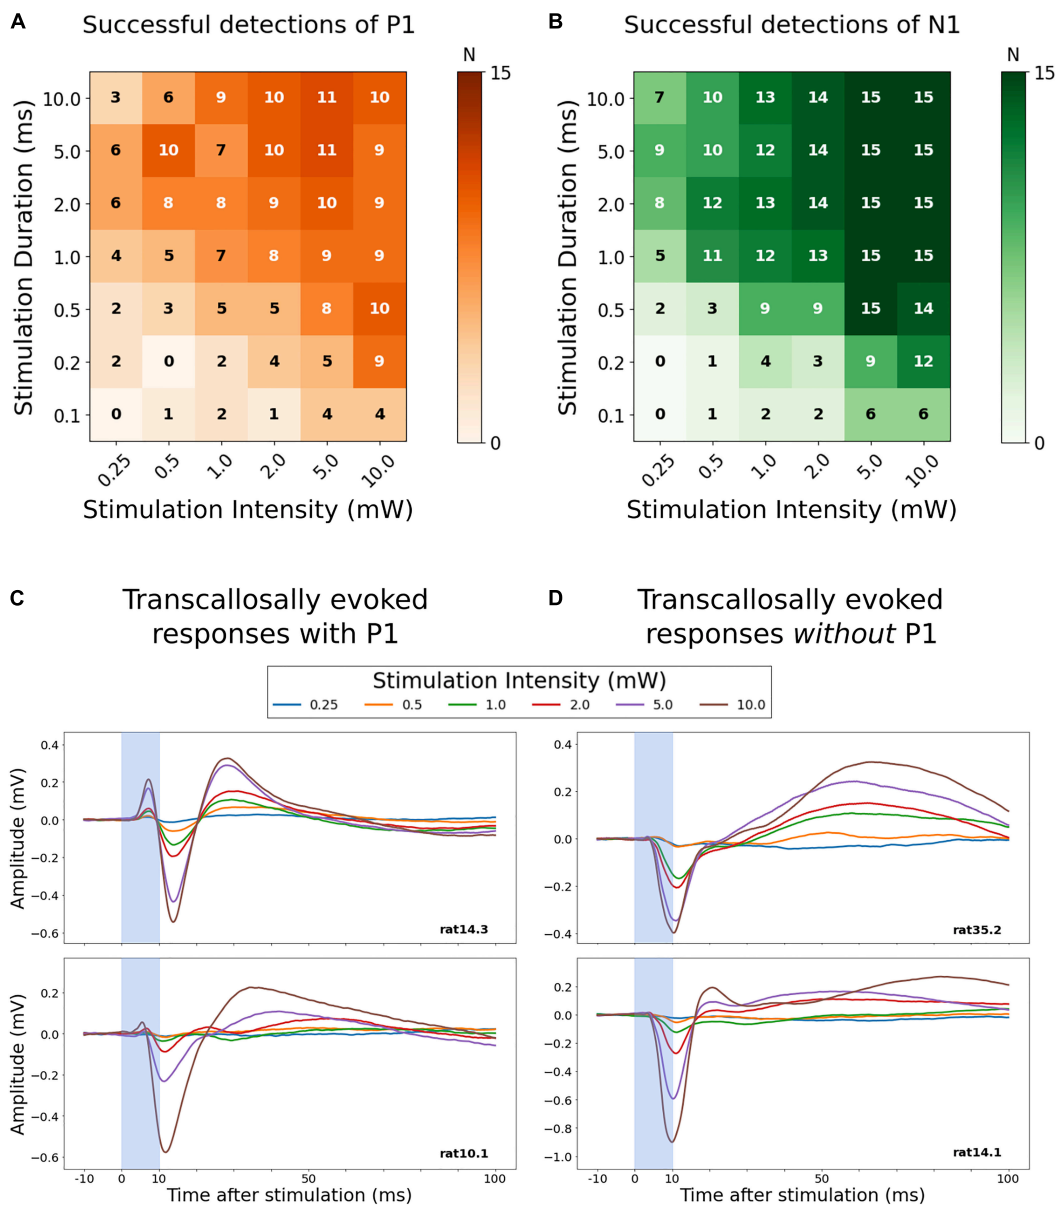 A
Successful detections of P1
B
Successful detections of N1
N
15
0
Stimulation Duration (ms)
10.0 3 6 9 10 11 10
5.0 6 10 7 10 11 9
2.0 6 8 8 9 10 9
1.0 4 5 7 8 9 9
0.5 2 3 5 5 8 10
0.2 2 0 2 4 5 9
0.1 0 1 2 1 4 4
0.25 0.5 1.0 2.0 5.0 10.0
Stimulation Intensity (mW)
N
15
0
Stimulation Duration (ms)
10.0 7 10 13 14 15 15
5.0 9 10 12 14 15 15
2.0 8 12 13 14 15 15
1.0 5 11 12 13 15 15
0.5 2 3 9 9 15 14
0.2 0 1 4 3 9 12
0.1 0 1 2 2 6 6
0.25 0.5 1.0 2.0 5.0 10.0
Stimulation Intensity (mW)
C
Transcallosally evoked
responses with P1
D
Transcallosally evoked
responses without P1
Stimulation Intensity (mW)
0.25 0.5 1.0 2.0 5.0 10.0
Amplitude (mV)
0.4
0.2
0.0
−0.2
−0.4
−0.6
rat14.3
0.4
0.2
0.0
−0.2
−0.4
rat35.2
Amplitude (mV)
0.2
0.0
−0.2
−0.4
−0.6
rat10.1
-10 0 10 50 100
Time after stimulation (ms)
0.2
0.0
−0.2
−0.4
−0.6
−0.8
−1.0
rat14.1
-10 0 10 50 100
Time after stimulation (ms)